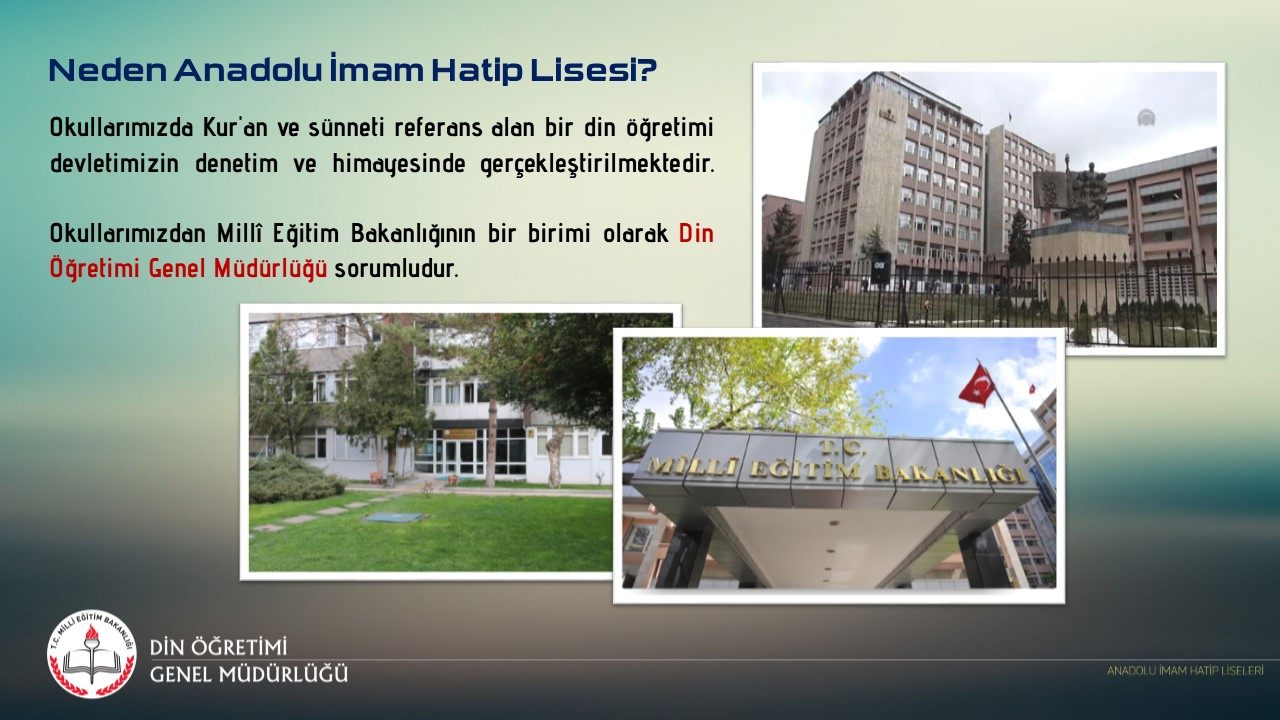 Neden Anadolu İmam Hatip Lisesi?
Okullarımızda Kur'an ve sünneti referans alan bir din öğretimi
devletimizin denetim ve himayesinde gerçekleştirilmektedir.
Okullarımızdan Millî Eğitim Bakanlığının bir birimi olarak Din
Öğretimi Genel Müdürlüğü sorumludur.
T.C.
MİLLÎ EĞİTİM BAKANLIĞI
T.C. MİLLİ EĞİTİM BAKANLIĞI
DİN ÖĞRETİMİ
GENEL MÜDÜRLÜĞÜ
ANADOLU İMAM HATİP LİSELERİ